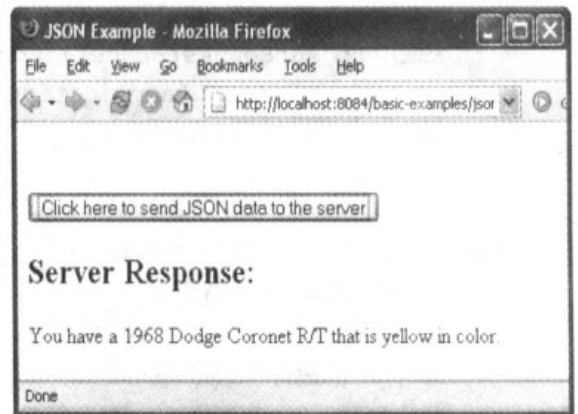 JSON Example - Mozilla Firefox
File Edit View Go Bookmarks Tools Help
http://localhost:8084/basic-examples/jsor
Click here to send JSON data to the server
Server Response:
You have a 1968 Dodge Coronet R/T that is yellow in color.
Done